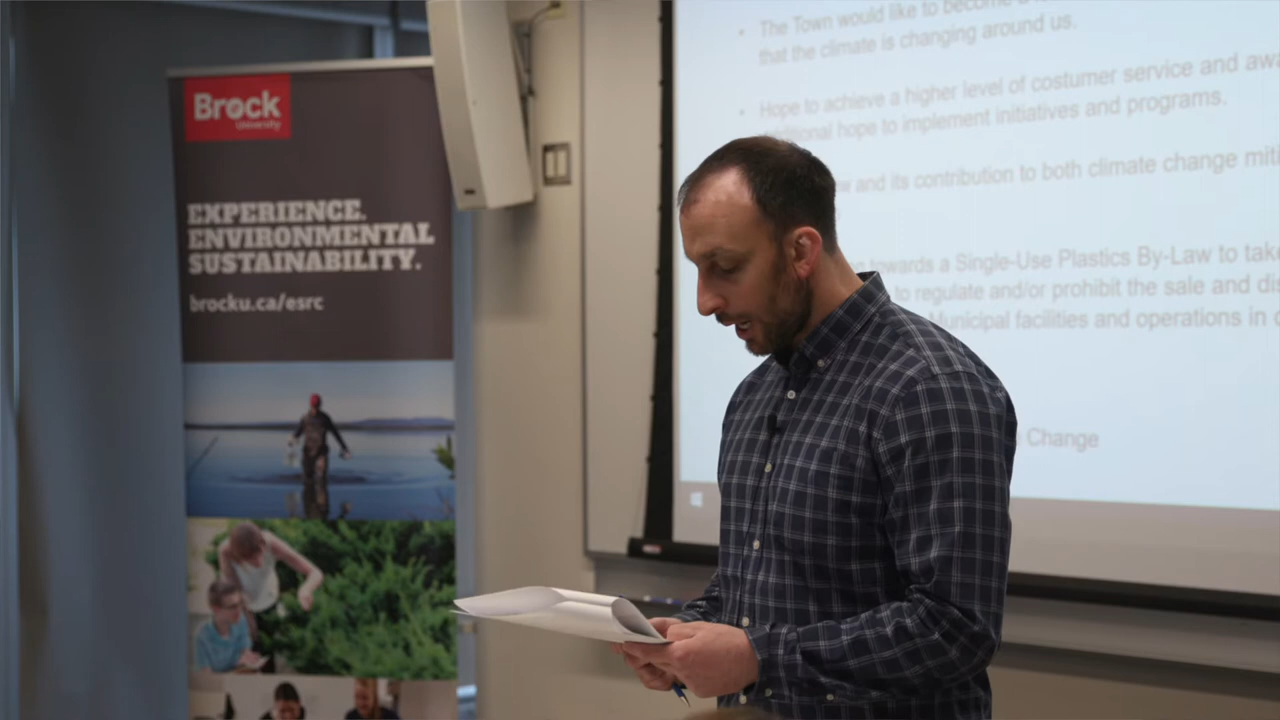 Brock
University
EXPERIENCE.
ENVIRONMENTAL
SUSTAINABILITY.
brocku.ca/esrc
• The Town would like to become a
that the climate is changing around us.
• Hope to achieve a higher level of costumer service and
hope to implement initiatives and programs.
and its contribution to both climate change
towards a Single-Use Plastics By-Law to take
to regulate and/or prohibit the sale and
Municipal facilities and operations in
Change